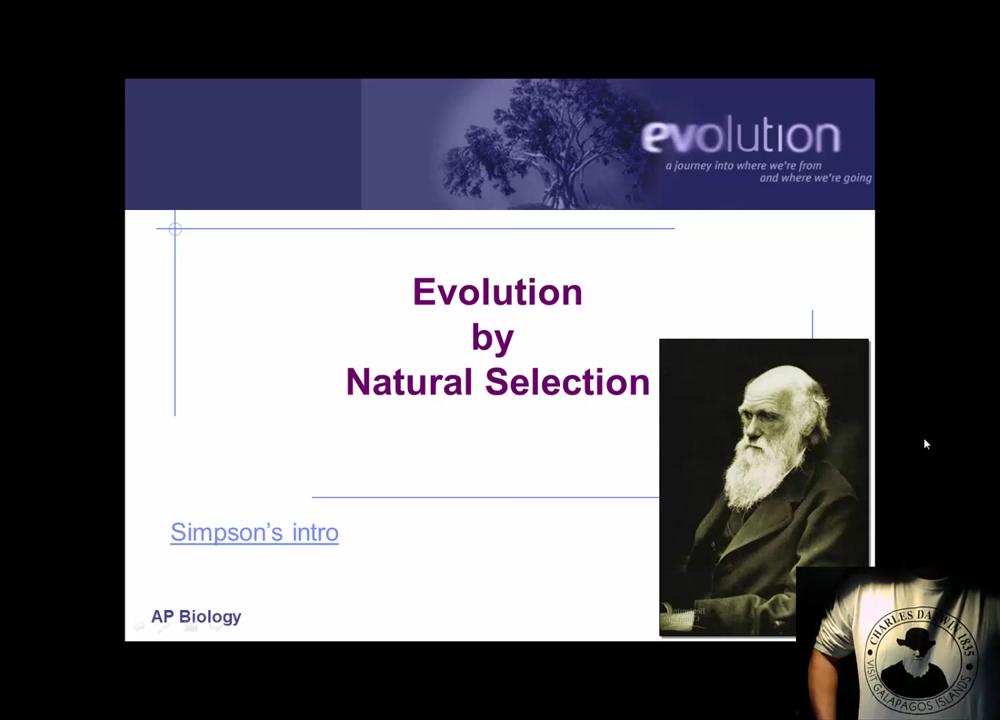 evolution
a journey into where we're from
and where we're going
Evolution
by
Natural Selection
Simpson's intro
AP Biology
CHARLES DARWIN 1835
VISIT GALAPAGOS ISLANDS